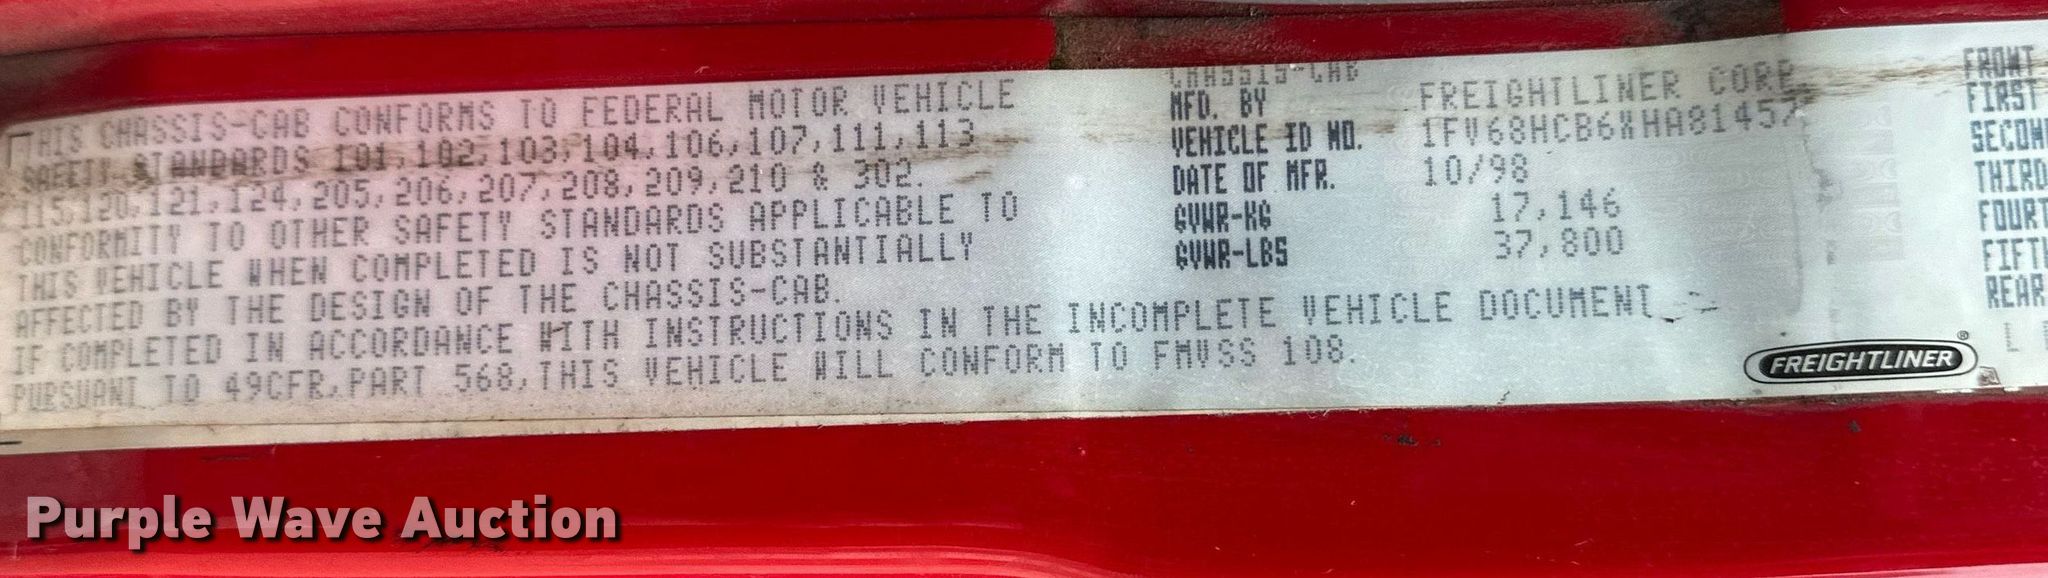 THIS CHASSIS-CAB CONFORMS TO FEDERAL MOTOR VEHICLE
SAFETY STANDARDS 101,102,103,104,106,107,111,113
115,120,121,124,205,206,207,208,209,210 & 302.
CONFORMITY TO OTHER SAFETY STANDARDS APPLICABLE TO
THIS VEHICLE WHEN COMPLETED IS NOT SUBSTANTIALLY
AFFECTED BY THE DESIGN OF THE CHASSIS-CAB.
IF COMPLETED IN ACCORDANCE WITH INSTRUCTIONS IN THE INCOMPLETE VEHICLE DOCUMENT
PURSUANT TO 49CFR,PART 568,THIS VEHICLE WILL CONFORM TO FMVSS 108.
CHASSIS-CAB
MFD. BY FREIGHTLINER CORP.
VEHICLE ID NO. 1FV68HCB6XHA81457
DATE OF MFR. 10/98
GVWR-KG 17,146
GVWR-LBS 37,800
FREIGHTLINER®
FRONT
FIRST
SECON
THIRD
FOURT
FIFTH
REAR
Purple Wave Auction